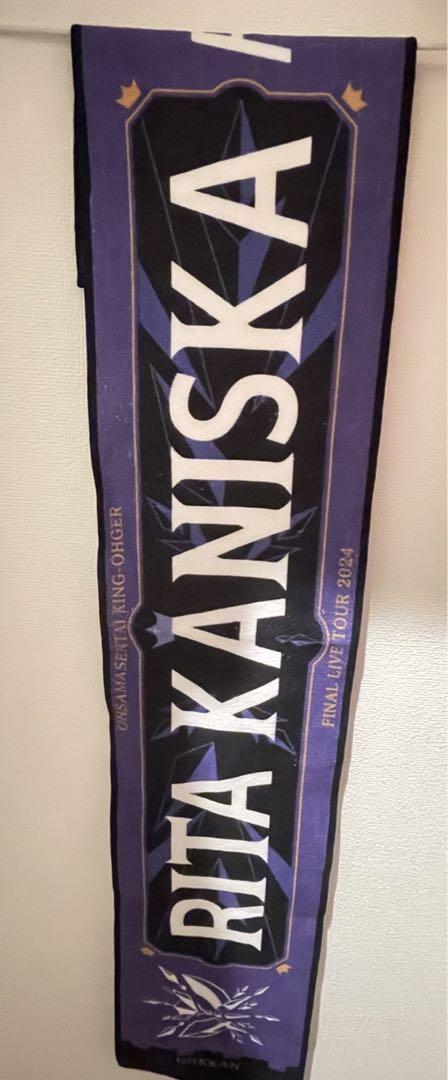 A
RITA KANISKA
OHSAMASENTAI KING-OHGER
FINAL LIVE TOUR 2024
GOKKAN